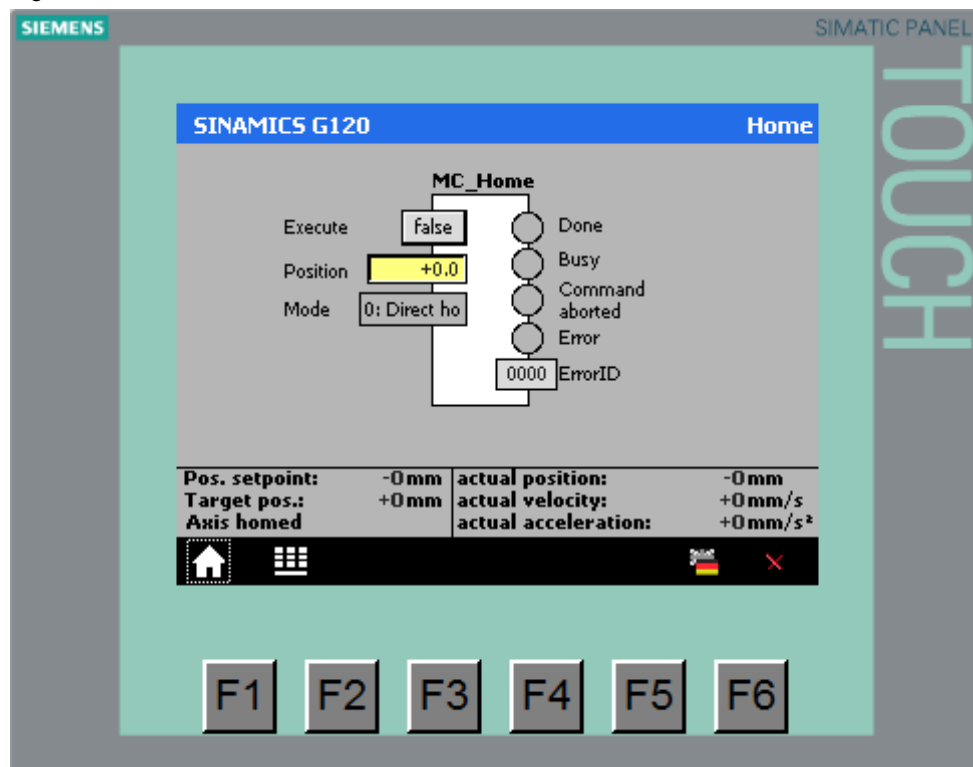 SIEMENS
SIMATIC PANEL
TOUCH
SINAMICS G120 Home
MC_Home
Execute false Done
Position +0.0 Busy
Mode 0: Direct ho Command
aborted
Error
0000 ErrorID
Pos. setpoint: -0mm actual position: -0mm
Target pos.: +0mm actual velocity: +0mm/s
Axis homed actual acceleration: +0mm/s²
F1 F2 F3 F4 F5 F6